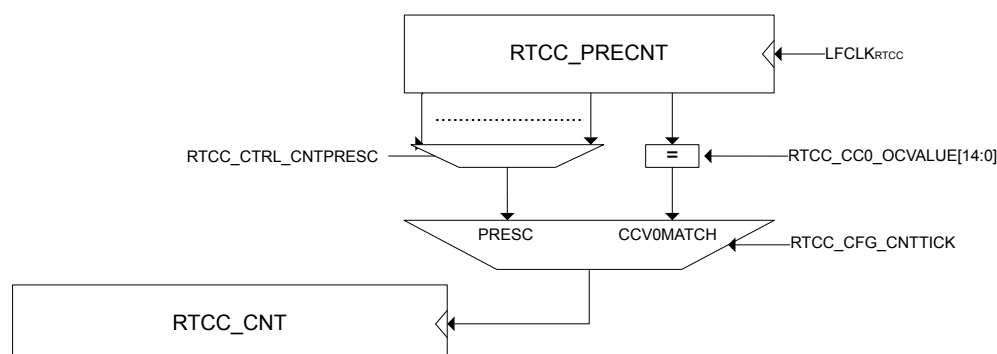 RTCC_PRECNT
LFCLKRTCC
RTCC_CTRL_CNTPRESC
=
RTCC_CC0_OCVALUE[14:0]
PRESC
CCV0MATCH
RTCC_CFG_CNTTICK
RTCC_CNT